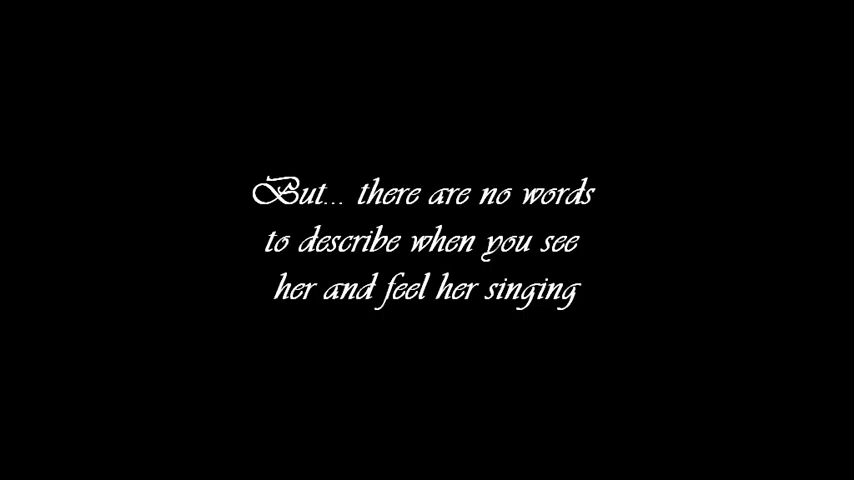 But... there are no words
to describe when you see
her and feel her singing